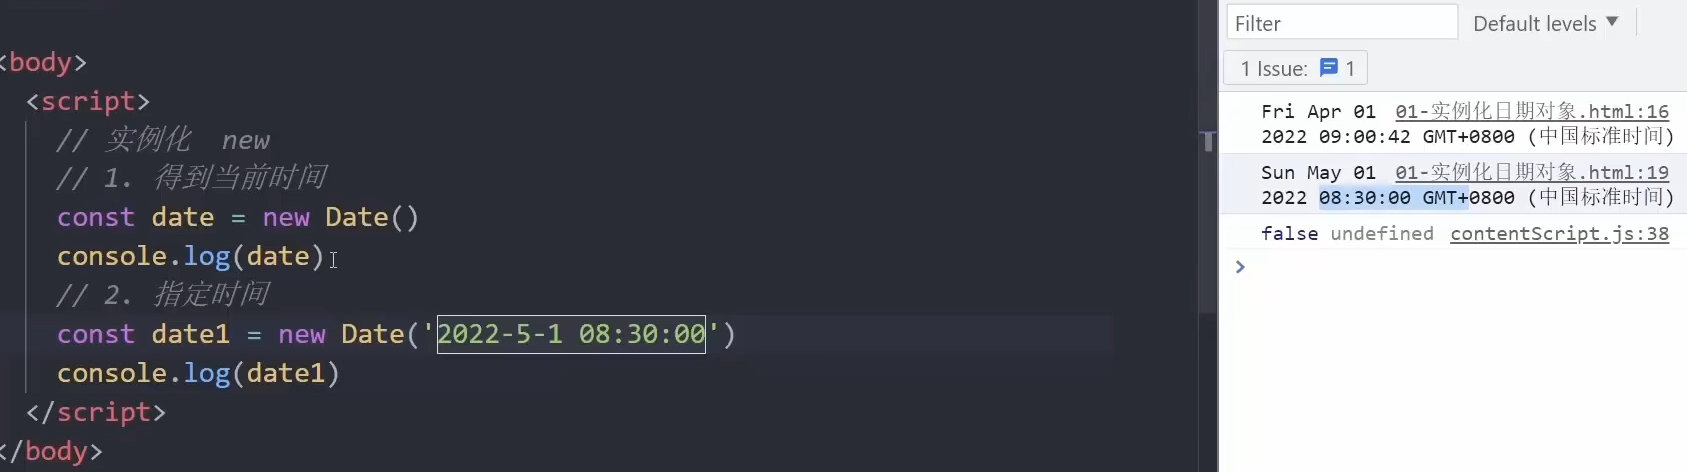 <body>
<script>
// 实例化  new
// 1. 得到当前时间
const date = new Date()
console.log(date)
// 2. 指定时间
const date1 = new Date('2022-5-1 08:30:00')
console.log(date1)
</script>
</body>
Filter
Default levels ▼
1 Issue: 1
Fri Apr 01 01-实例化日期对象.html:16
2022 09:00:42 GMT+0800 (中国标准时间)
Sun May 01 01-实例化日期对象.html:19
2022 08:30:00 GMT+0800 (中国标准时间)
false undefined contentScript.js:38
>